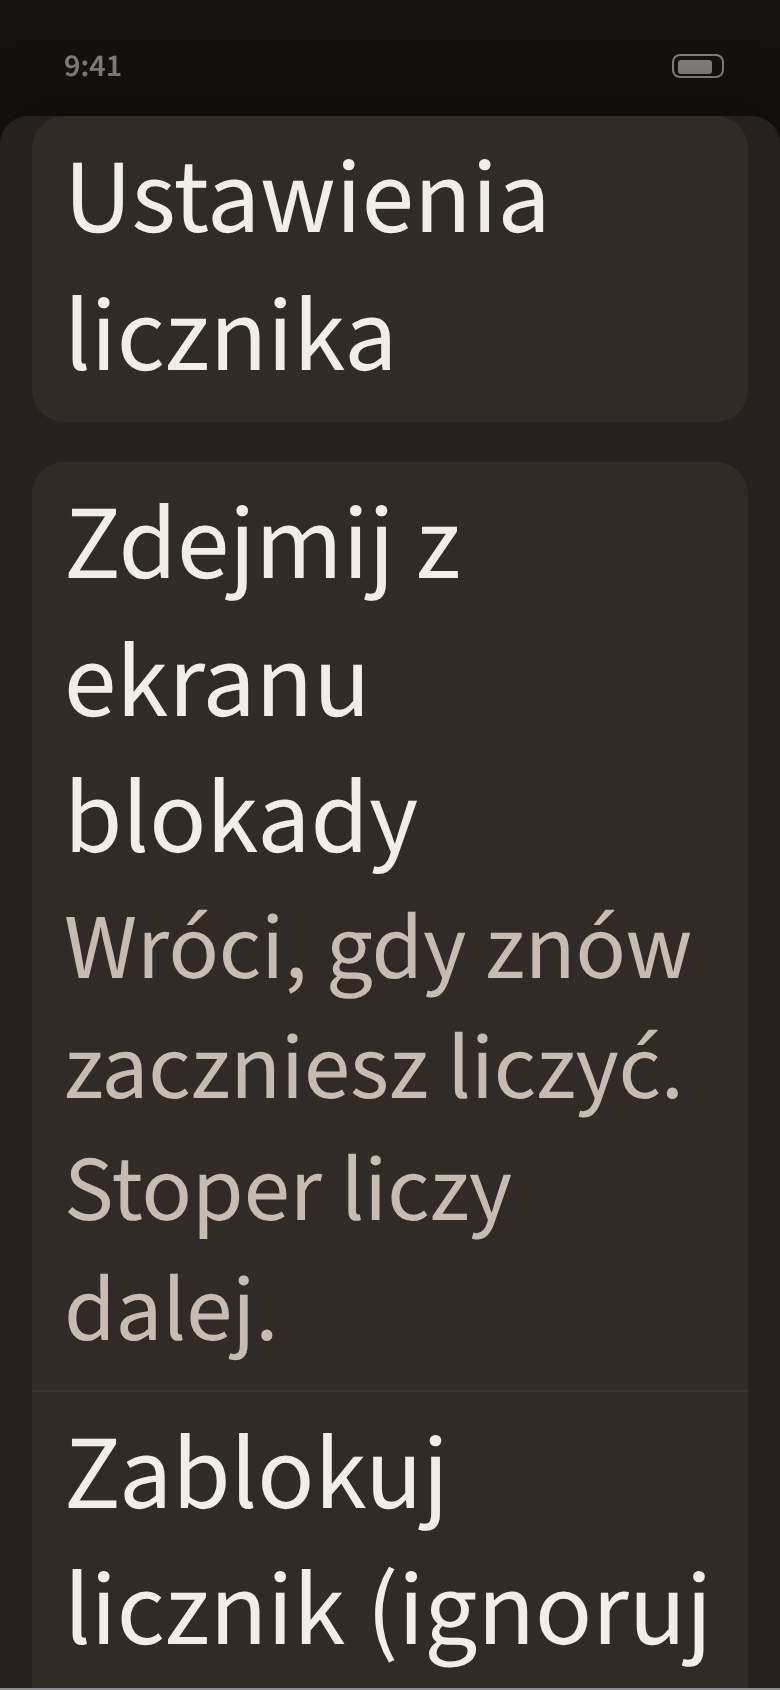 9:41
Ustawienia
licznika
Zdejmij z
ekranu
blokady
Wróci, gdy znów
zaczniesz liczyć.
Stoper liczy
dalej.
Zablokuj
licznik (ignoruj